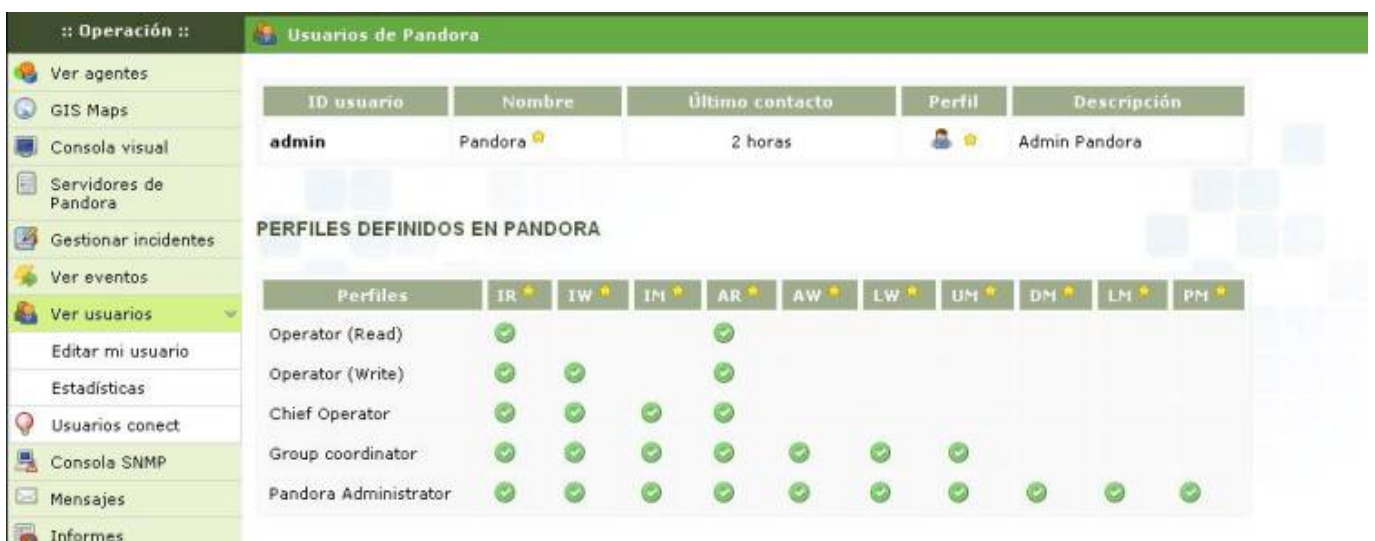 :: Operación ::
Usuarios de Pandora
Ver agentes
GIS Maps
Consola visual
Servidores de
Pandora
Gestionar incidentes
Ver eventos
Ver usuarios
Editar mi usuario
Estadísticas
Usuarios conect
Consola SNMP
Mensajes
Informes
ID usuario Nombre Último contacto Perfil Descripción
admin Pandora 2 horas Admin Pandora
PERFILES DEFINIDOS EN PANDORA
Perfiles IR IW IM AR AW LW UM DM LM PM
Operator (Read)
Operator (Write)
Chief Operator
Group coordinator
Pandora Administrator